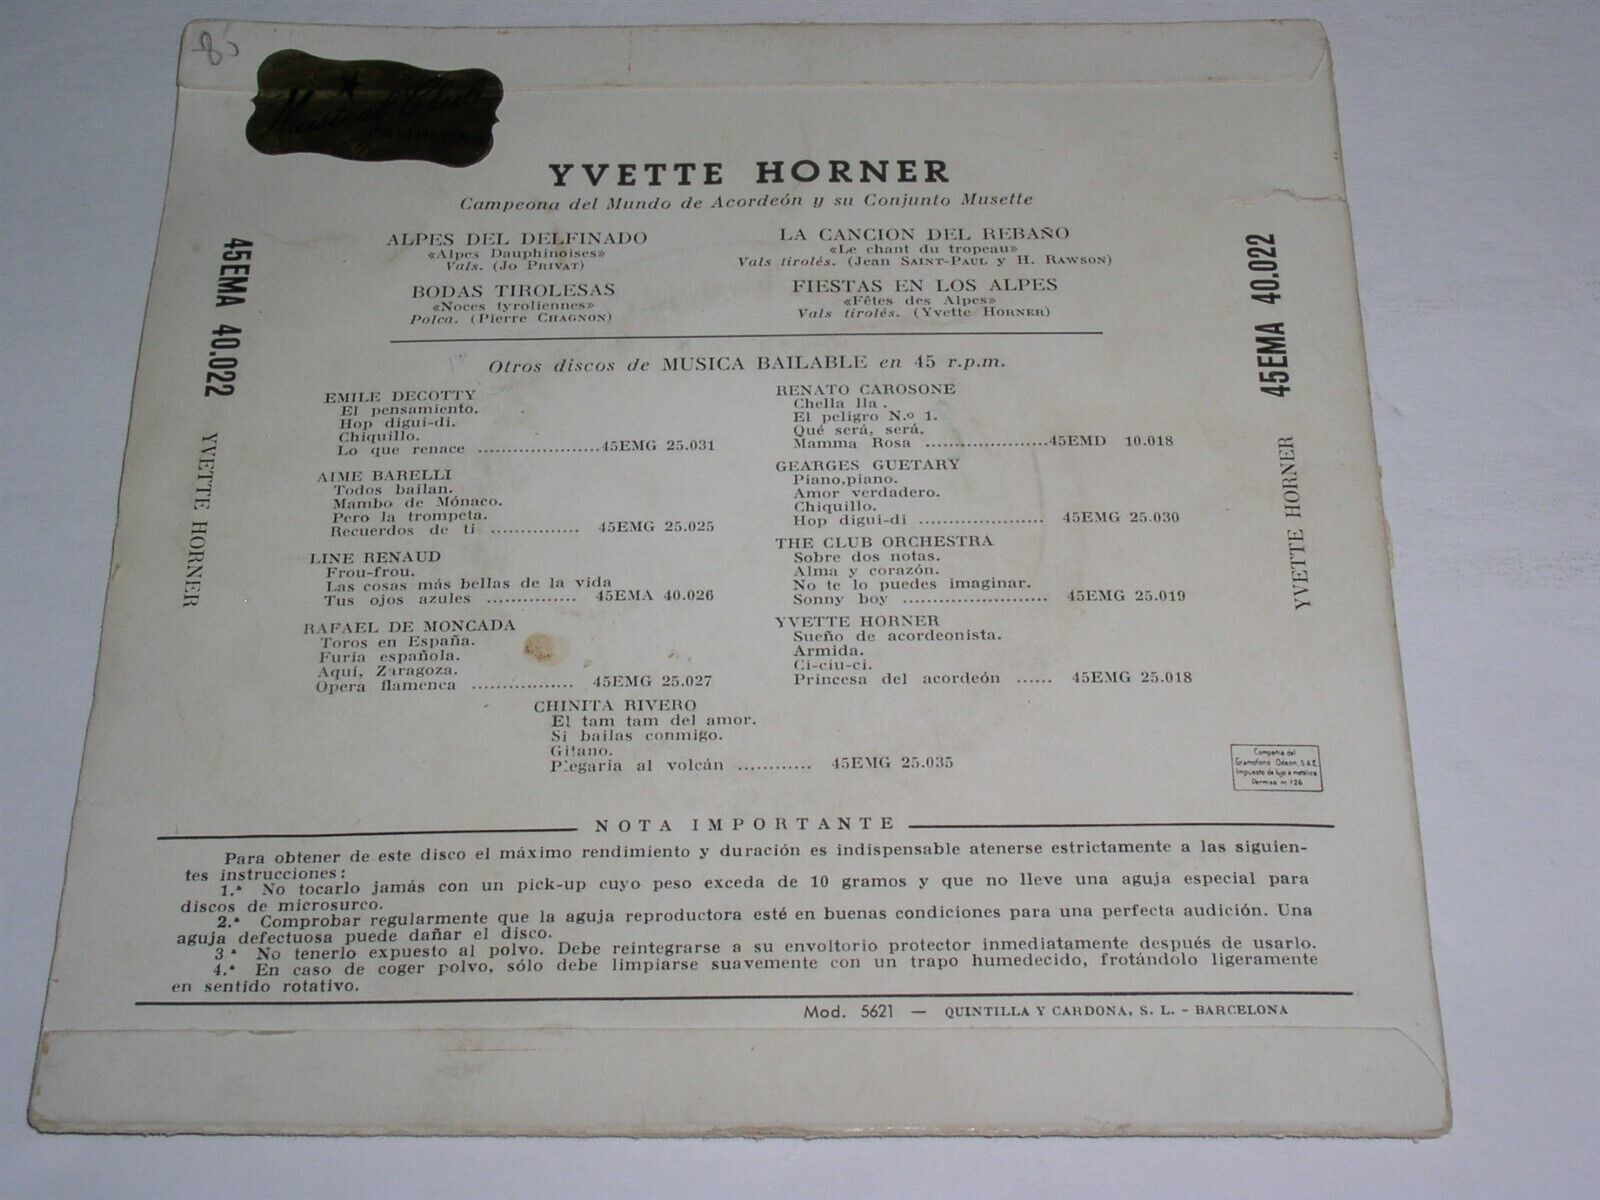 85
Musical Club
PAMPLONA
YVETTE HORNER
Campeona del Mundo de Acordeón y su Conjunto Musette
ALPES DEL DELFINADO
«Alpes Dauphinoises»
Vals. (Jo PRIVAT)
BODAS TIROLESAS
«Noces tyroliennes»
Polca. (Pierre CHAGNON)
LA CANCION DEL REBAÑO
«Le chant du tropeau»
Vals tirolés. (Jean SAINT-PAUL y H. RAWSON)
FIESTAS EN LOS ALPES
«Fêtes des Alpes»
Vals tirolés. (Yvette HORNER)
45EMA 40.022 YVETTE HORNER
45EMA 40.022
YVETTE HORNER
Otros discos de MUSICA BAILABLE en 45 r.p.m.
EMILE DECOTTY
El pensamiento.
Hop digui-di.
Chiquillo.
Lo que renace .....................45EMG 25.031
AIME BARELLI
Todos bailan.
Mambo de Mónaco.
Pero la trompeta.
Recuerdos de ti ............... 45EMG 25.025
LINE RENAUD
Frou-frou.
Las cosas más bellas de la vida
Tus ojos azules ............... 45EMA 40.026
RAFAEL DE MONCADA
Toros en España.
Furia española.
Aquí, Zaragoza.
Opera flamenca ................. 45EMG 25.027
RENATO CAROSONE
Chella lla .
El peligro N.º 1.
Qué será, será.
Mamma Rosa .....................45EMD 10.018
GEARGES GUETARY
Piano,piano.
Amor verdadero.
Chiquillo.
Hop digui-di ..................... 45EMG 25.030
THE CLUB ORCHESTRA
Sobre dos notas.
Alma y corazón.
No te lo puedes imaginar.
Sonny boy ........................ 45EMG 25.019
YVETTE HORNER
Sueño de acordeonista.
Armida.
Ci-ciu-ci.
Princesa del acordeón ...... 45EMG 25.018
CHINITA RIVERO
El tam tam del amor.
Si bailas conmigo.
Gitano.
Plegaria al volcán ............ 45EMG 25.035
Compañia del
Gramofono Odeon, S.A.E.
Impuesto de lujo a metálico
Permiso nr. 126
NOTA IMPORTANTE
Para obtener de este disco el máximo rendimiento y duración es indispensable atenerse estrictamente a las siguien-
tes instrucciones:
1.ª No tocarlo jamás con un pick-up cuyo peso exceda de 10 gramos y que no lleve una aguja especial para
discos de microsurco.
2.ª Comprobar regularmente que la aguja reproductora esté en buenas condiciones para una perfecta audición. Una
aguja defectuosa puede dañar el disco.
3.ª No tenerlo expuesto al polvo. Debe reintegrarse a su envoltorio protector inmediatamente después de usarlo.
4.ª En caso de coger polvo, sólo debe limpiarse suavemente con un trapo humedecido, frotándolo ligeramente
en sentido rotativo.
Mod. 5621 — QUINTILLA Y CARDONA, S. L. - BARCELONA